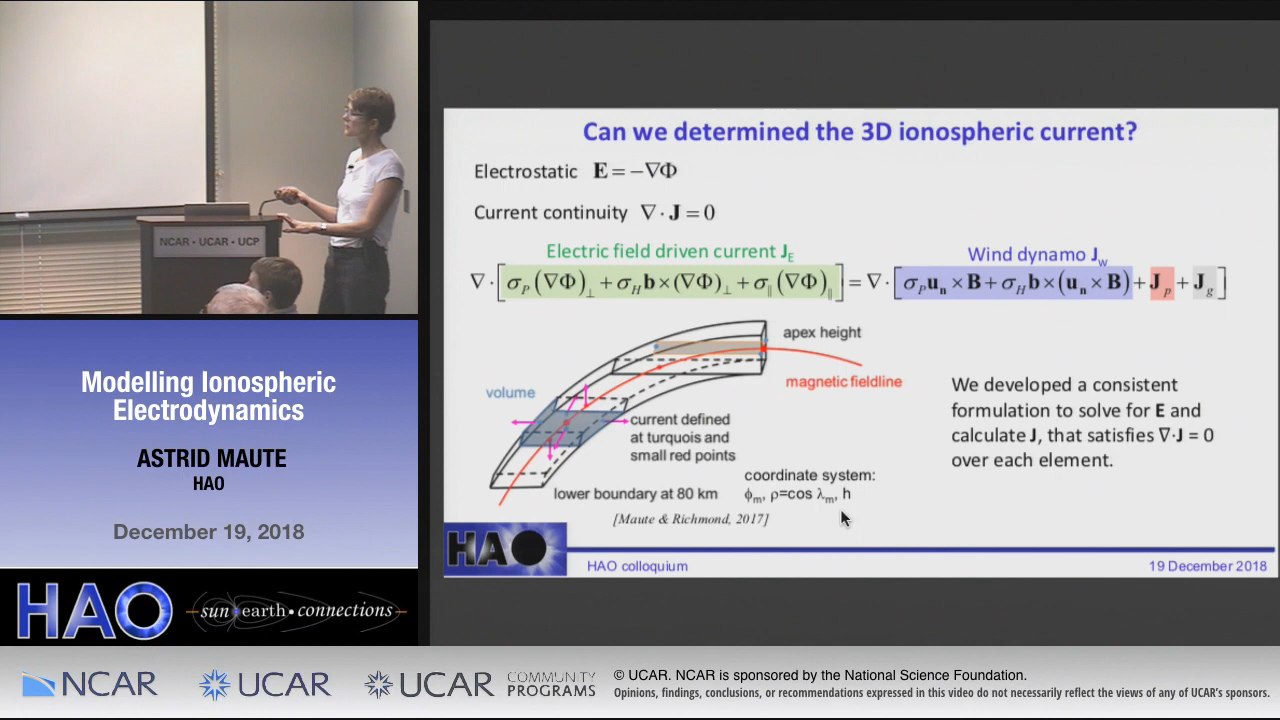 NCAR • UCAR • UCP
Modelling Ionospheric
Electrodynamics
ASTRID MAUTE
HAO
December 19, 2018
HAO
sun • earth • connections
Can we determined the 3D ionospheric current?
Electrostatic E = −∇Φ
Current continuity ∇ · J = 0
Electric field driven current J_E
Wind dynamo J_w
∇ · [σ_P (∇Φ)_⊥ + σ_H b × (∇Φ)_⊥ + σ_∥ (∇Φ)_∥] = ∇ · [σ_P u_n × B + σ_H b × (u_n × B) + J_p + J_g]
apex height
magnetic fieldline
volume
current defined
at turquois and
small red points
coordinate system:
ϕ_m, ρ=cos λ_m, h
lower boundary at 80 km
[Maute & Richmond, 2017]
We developed a consistent
formulation to solve for E and
calculate J, that satisfies ∇·J = 0
over each element.
HAO
HAO colloquium
19 December 2018
NCAR
UCAR
UCAR
COMMUNITY
PROGRAMS
© UCAR. NCAR is sponsored by the National Science Foundation.
Opinions, findings, conclusions, or recommendations expressed in this video do not necessarily reflect the views of any of UCAR's sponsors.